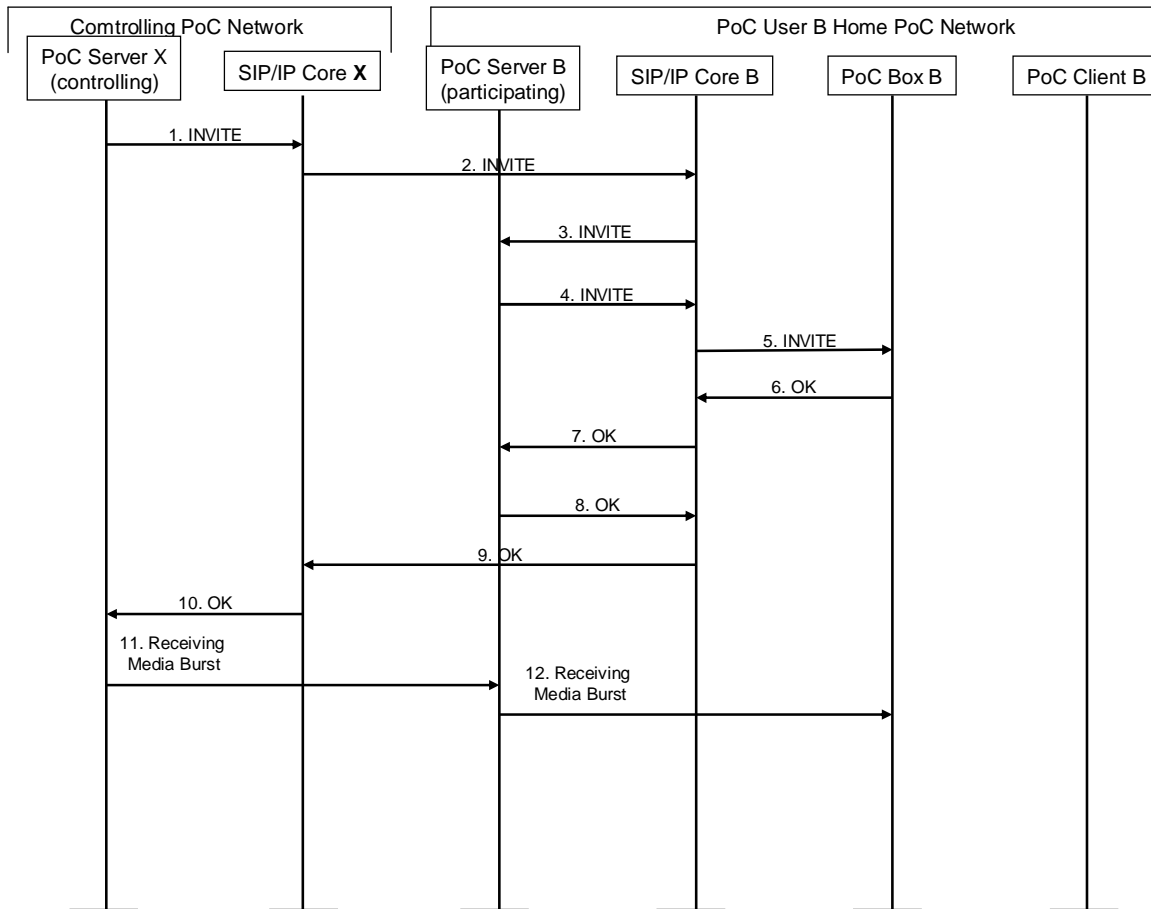 Comtrolling PoC Network
PoC User B Home PoC Network
PoC Server X
(controlling)
SIP/IP Core X
PoC Server B
(participating)
SIP/IP Core B
PoC Box B
PoC Client B
1. INVITE
2. INVITE
3. INVITE
4. INVITE
5. INVITE
6. OK
7. OK
8. OK
9. OK
10. OK
11. Receiving
Media Burst
12. Receiving
Media Burst